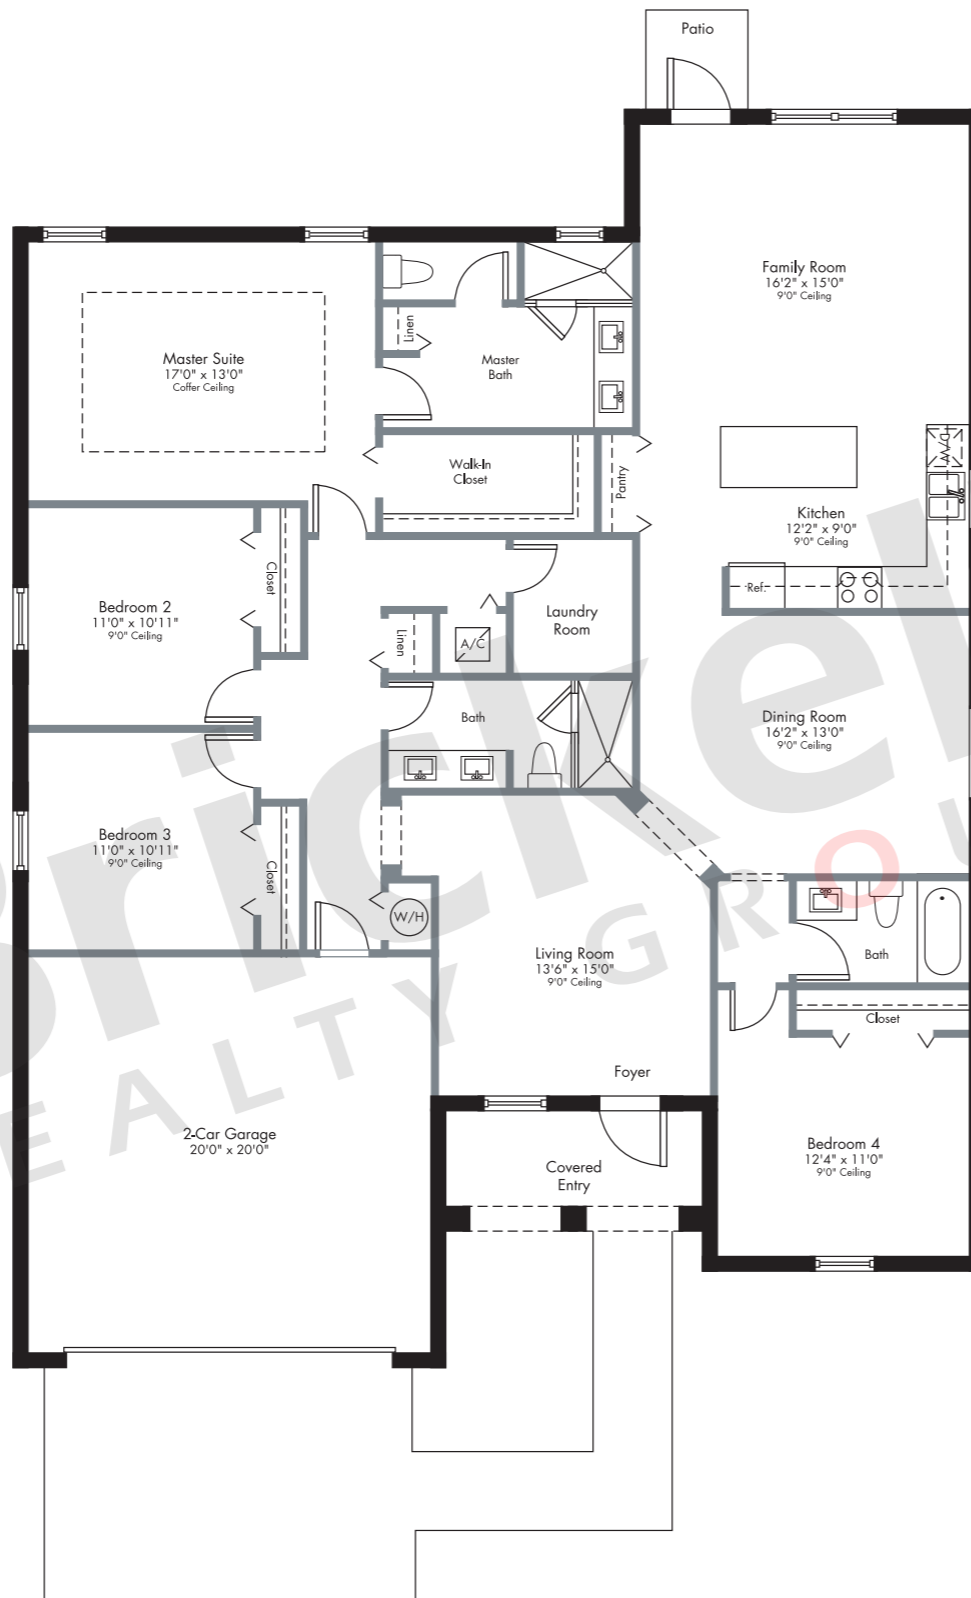 Patio
Family Room
16'2" x 15'0"
9'0" Ceiling
Master Suite
17'0" x 13'0"
Coffer Ceiling
Linen
Master
Bath
Walk-In
Closet
Pantry
D/W
Kitchen
12'2" x 9'0"
9'0" Ceiling
Ref.
Bedroom 2
11'0" x 10'11"
9'0" Ceiling
Closet
Linen
A/C
Laundry
Room
Bath
Dining Room
16'2" x 13'0"
9'0" Ceiling
Bedroom 3
11'0" x 10'11"
9'0" Ceiling
Closet
W/H
Living Room
13'6" x 15'0"
9'0" Ceiling
Bath
Closet
Foyer
2-Car Garage
20'0" x 20'0"
Covered
Entry
Bedroom 4
12'4" x 11'0"
9'0" Ceiling